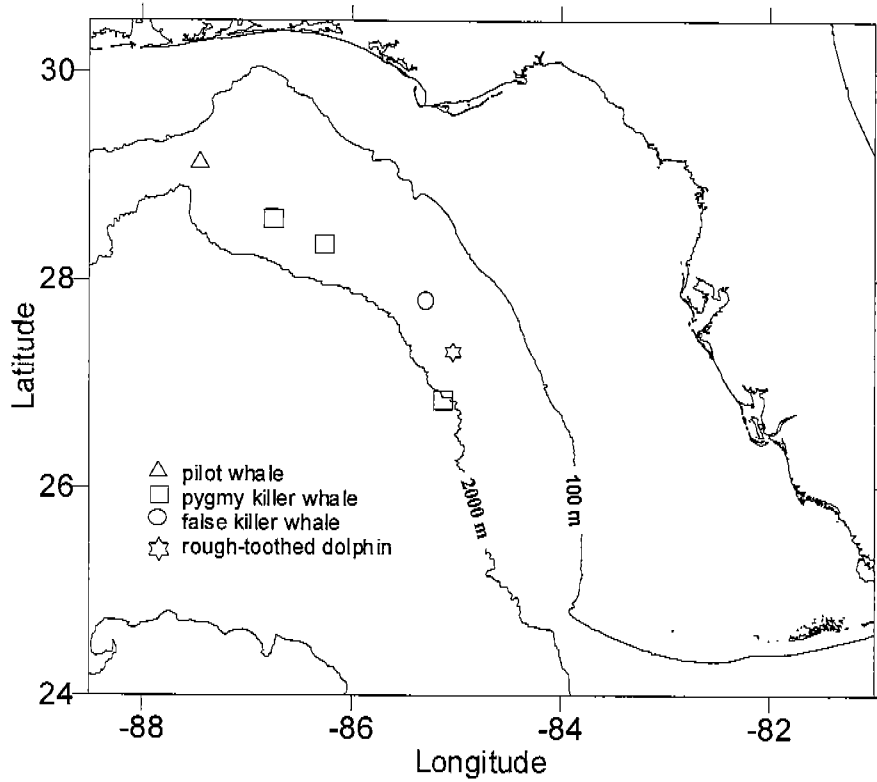 30
28
26
24
Latitude
pilot whale
pygmy killer whale
false killer whale
rough-toothed dolphin
2000 m
100 m
-88
-86
-84
-82
Longitude